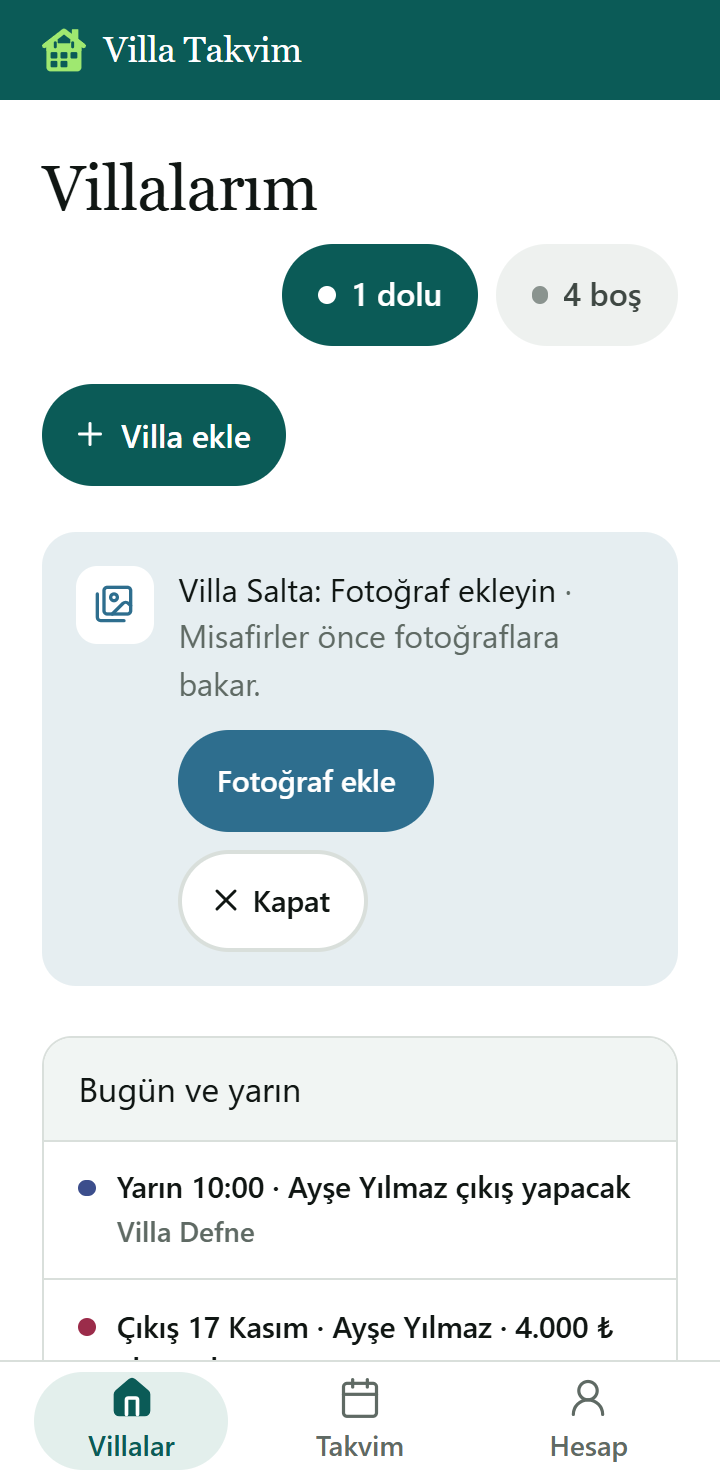 Villa Takvim
Villalarım
1 dolu
4 boş
Villa ekle
Villa Salta: Fotoğraf ekleyin ·
Misafirler önce fotoğraflara
bakar.
Fotoğraf ekle
Kapat
Bugün ve yarın
Yarın 10:00 · Ayşe Yılmaz çıkış yapacak
Villa Defne
Çıkış 17 Kasım · Ayşe Yılmaz · 4.000 ₺
Villalar
Takvim
Hesap